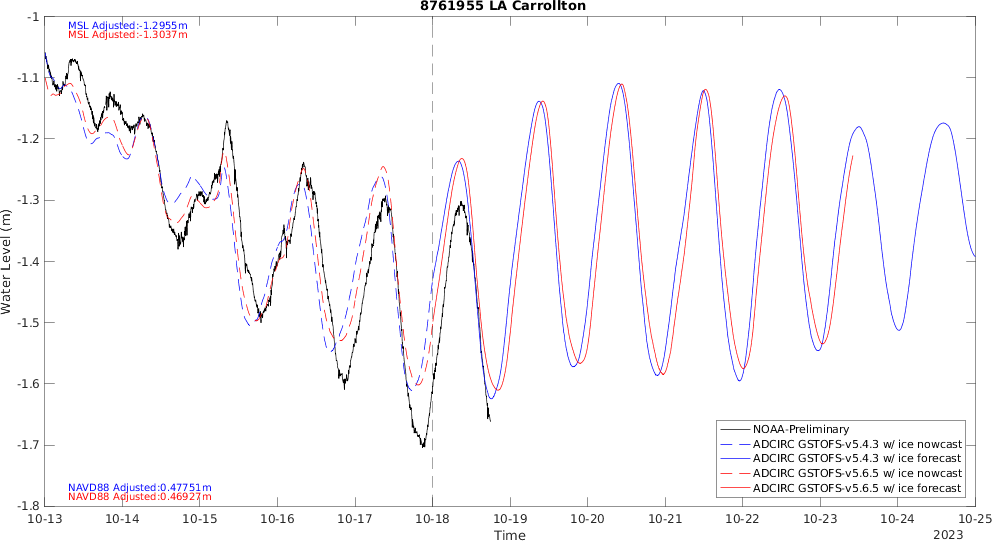 8761955 LA Carrollton
MSL Adjusted:-1.2955m
MSL Adjusted:-1.3037m
-1
-1.1
-1.2
-1.3
-1.4
-1.5
-1.6
-1.7
-1.8
Water Level (m)
NOAA-Preliminary
ADCIRC GSTOFS-v5.4.3 w/ ice nowcast
ADCIRC GSTOFS-v5.4.3 w/ ice forecast
ADCIRC GSTOFS-v5.6.5 w/ ice nowcast
ADCIRC GSTOFS-v5.6.5 w/ ice forecast
NAVD88 Adjusted:0.47751m
NAVD88 Adjusted:0.46927m
10-13 10-14 10-15 10-16 10-17 10-18 10-19 10-20 10-21 10-22 10-23 10-24 10-25
Time
2023